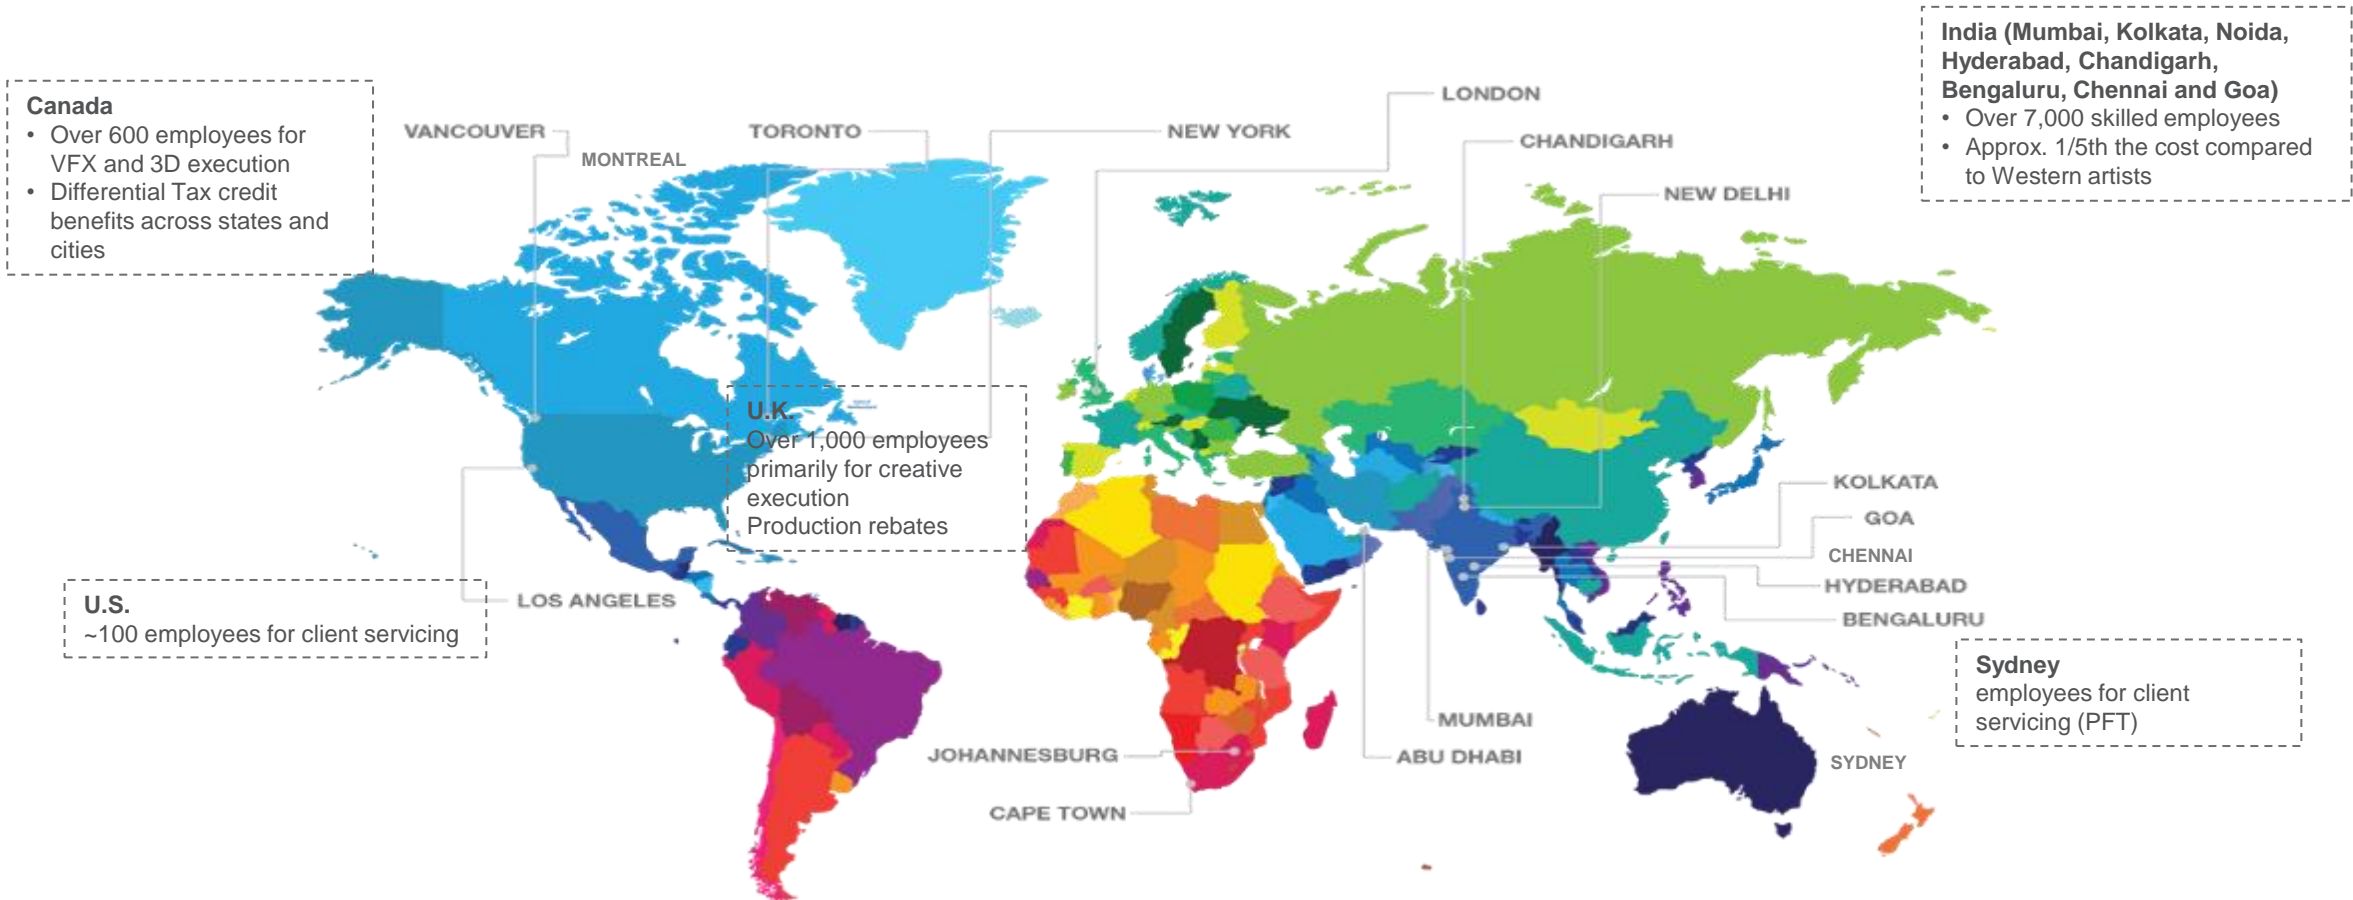 India (Mumbai, Kolkata, Noida,
Hyderabad, Chandigarh,
Bengaluru, Chennai and Goa)
• Over 7,000 skilled employees
• Approx. 1/5th the cost compared
to Western artists
Canada
• Over 600 employees for
VFX and 3D execution
• Differential Tax credit
benefits across states and
cities
VANCOUVER
MONTREAL
TORONTO
NEW YORK
LONDON
CHANDIGARH
NEW DELHI
U.K.
Over 1,000 employees
primarily for creative
execution
Production rebates
KOLKATA
GOA
CHENNAI
HYDERABAD
BENGALURU
U.S.
~100 employees for client servicing
LOS ANGELES
Sydney
employees for client
servicing (PFT)
MUMBAI
JOHANNESBURG
ABU DHABI
SYDNEY
CAPE TOWN